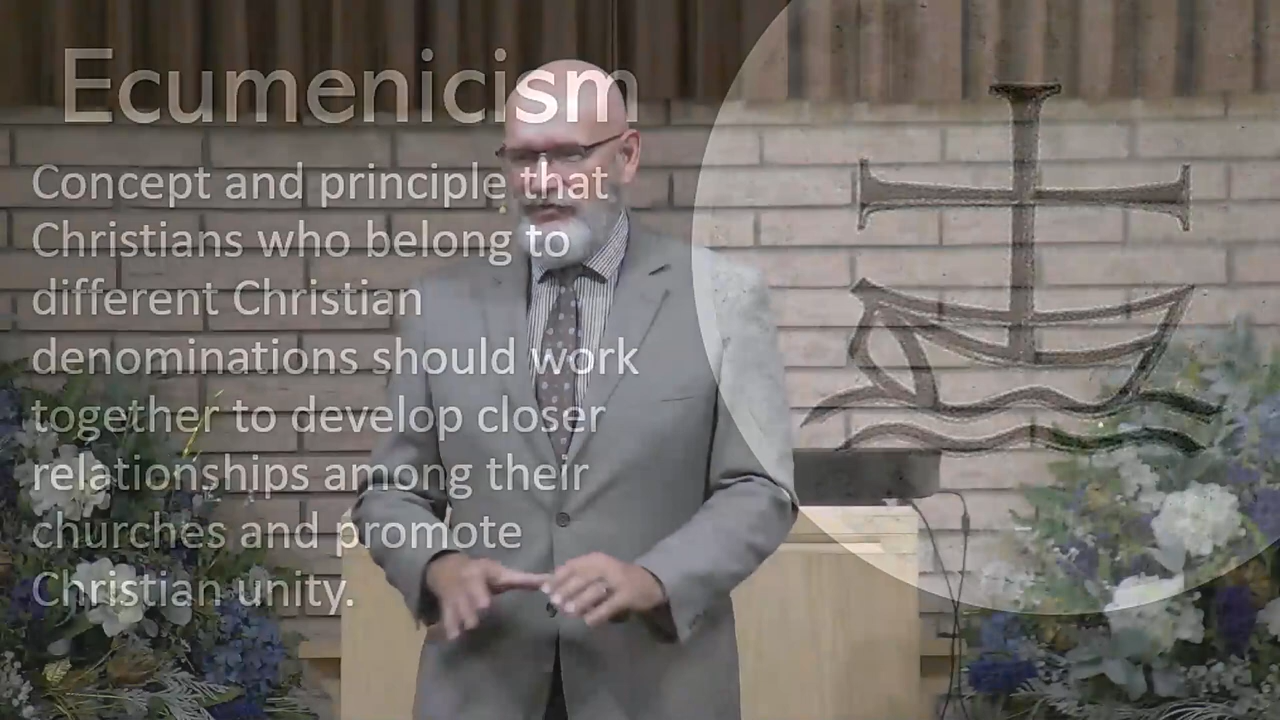 Ecumenicism
Concept and principle that
Christians who belong to
different Christian
denominations should work
together to develop closer
relationships among their
churches and promote
Christian unity.